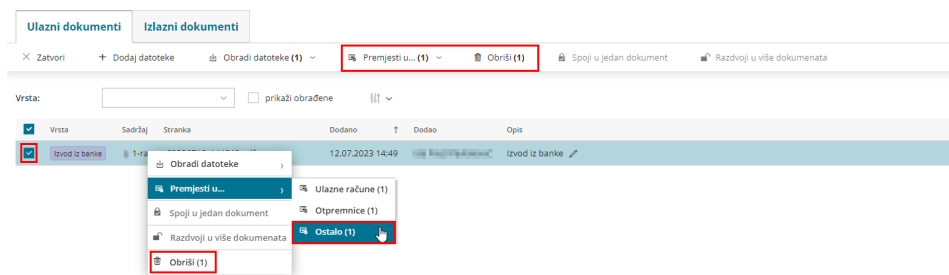 Ulazni dokumenti Izlazni dokumenti
Zatvori + Dodaj datoteke Obradi datoteke (1) Premjesti u... (1) Obriši (1) Spoji u jedan dokument Razdvoji u više dokumenata
Vrsta: prikaži obrađene
Vrsta Sadržaj Stranka Dodano ↑ Dodao Opis
Izvod iz banke 1-ra 12.07.2023 14:49 Izvod iz banke
Obradi datoteke
Premjesti u... Ulazne račune (1)
Spoji u jedan dokument Otpremnice (1)
Razdvoji u više dokumenata Ostalo (1)
Obriši (1)